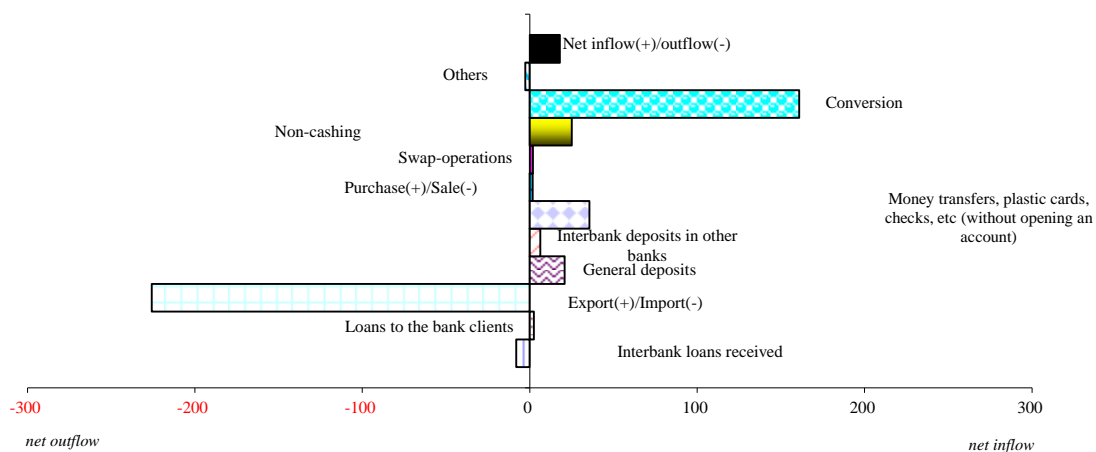 Net inflow(+)/outflow(-)
Others
Conversion
Non-cashing
Swap-operations
Purchase(+)/Sale(-)
Money transfers, plastic cards,
checks, etc (without opening an
account)
Interbank deposits in other
banks
General deposits
Export(+)/Import(-)
Loans to the bank clients
Interbank loans received
-300 -200 -100 0 100 200 300
net outflow
net inflow